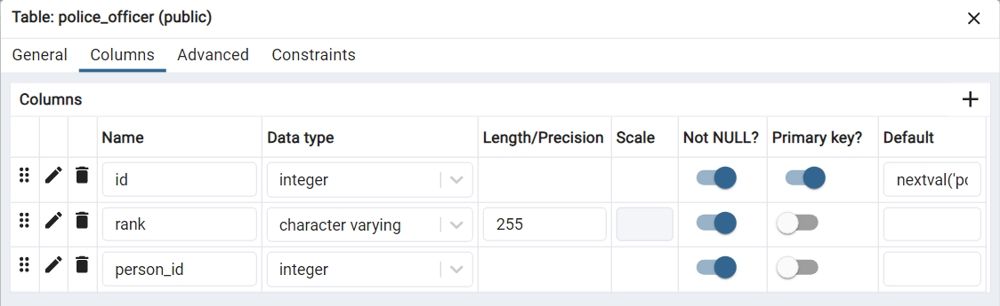 Table: police_officer (public)
General Columns Advanced Constraints
Columns
Name Data type Length/Precision Scale Not NULL? Primary key? Default
id integer nextval('pc
rank character varying 255
person_id integer